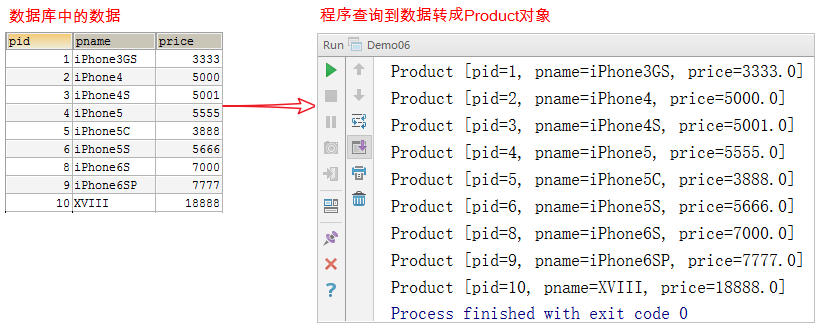 数据库中的数据
pid pname price
1 iPhone3GS 3333
2 iPhone4 5000
3 iPhone4S 5001
4 iPhone5 5555
5 iPhone5C 3888
6 iPhone5S 5666
8 iPhone6S 7000
9 iPhone6SP 7777
10 XVIII 18888
程序查询到数据转成Product对象
Run Demo06
Product [pid=1, pname=iPhone3GS, price=3333.0]
Product [pid=2, pname=iPhone4, price=5000.0]
Product [pid=3, pname=iPhone4S, price=5001.0]
Product [pid=4, pname=iPhone5, price=5555.0]
Product [pid=5, pname=iPhone5C, price=3888.0]
Product [pid=6, pname=iPhone5S, price=5666.0]
Product [pid=8, pname=iPhone6S, price=7000.0]
Product [pid=9, pname=iPhone6SP, price=7777.0]
Product [pid=10, pname=XVIII, price=18888.0]
Process finished with exit code 0